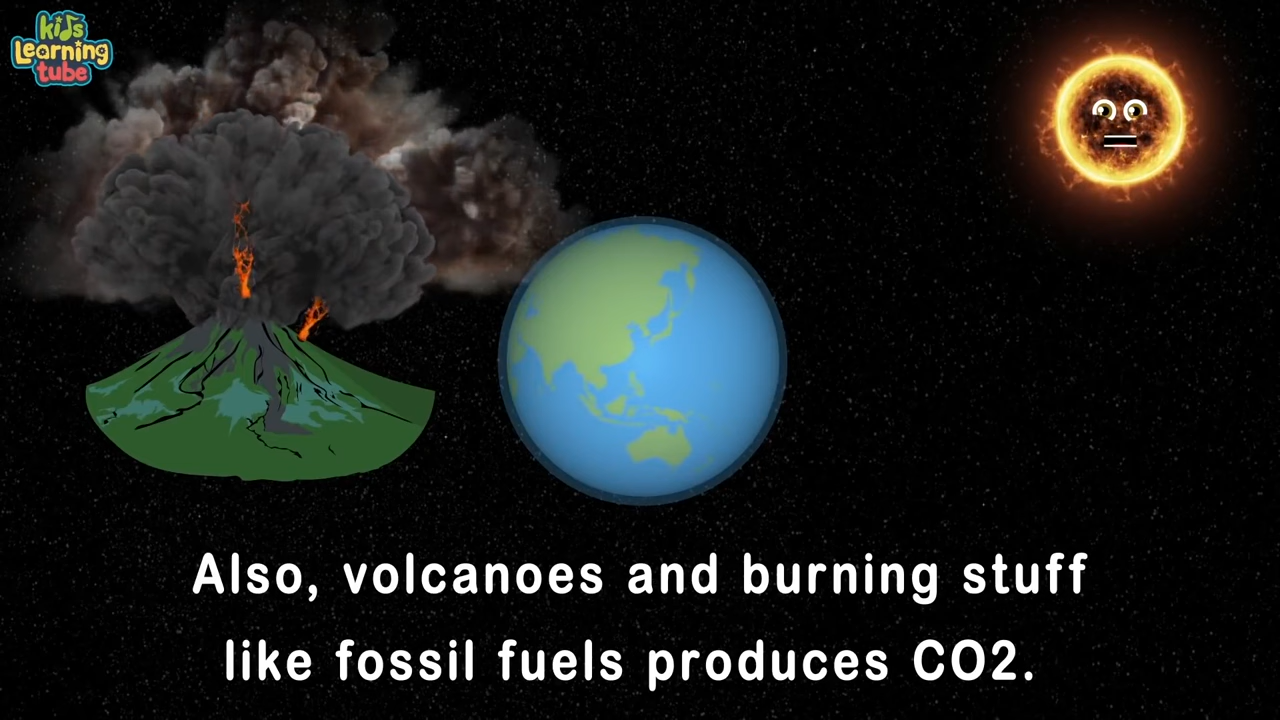 kids
Learning
tube
Also, volcanoes and burning stuff
like fossil fuels produces CO2.